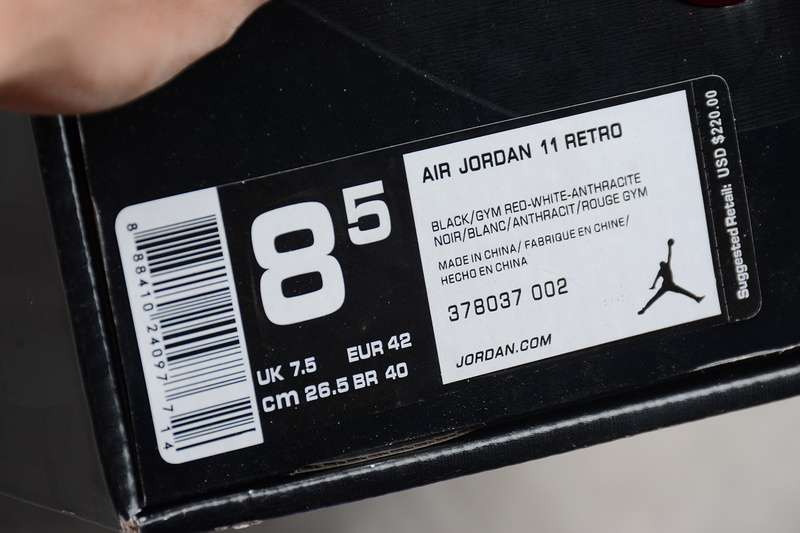 8 88410 24097 7 14
8.5
UK 7.5 EUR 42
cm 26.5 BR 40
AIR JORDAN 11 RETRO
BLACK/GYM RED-WHITE-ANTHRACITE
NOIR/BLANC/ANTHRACIT/ROUGE GYM
MADE IN CHINA/ FABRIQUE EN CHINE/
HECHO EN CHINA
378037 002
JORDAN.COM
Suggested Retail: USD $220.00